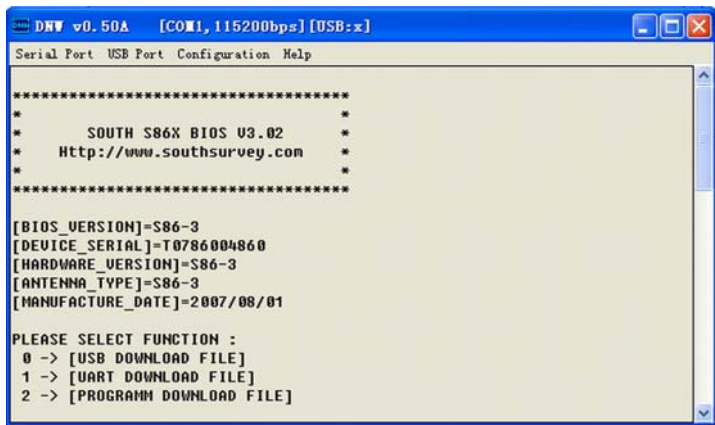 DNW v0.50A [COM1,115200bps][USB:x]
Serial Port USB Port Configuration Help
************************************
* *
* SOUTH S86X BIOS V3.02 *
* Http://www.southsurvey.com *
* *
************************************
[BIOS_VERSION]=S86-3
[DEVICE_SERIAL]=T0786004860
[HARDWARE_VERSION]=S86-3
[ANTENNA_TYPE]=S86-3
[MANUFACTURE_DATE]=2007/08/01
PLEASE SELECT FUNCTION :
0 -> [USB DOWNLOAD FILE]
1 -> [UART DOWNLOAD FILE]
2 -> [PROGRAMM DOWNLOAD FILE]